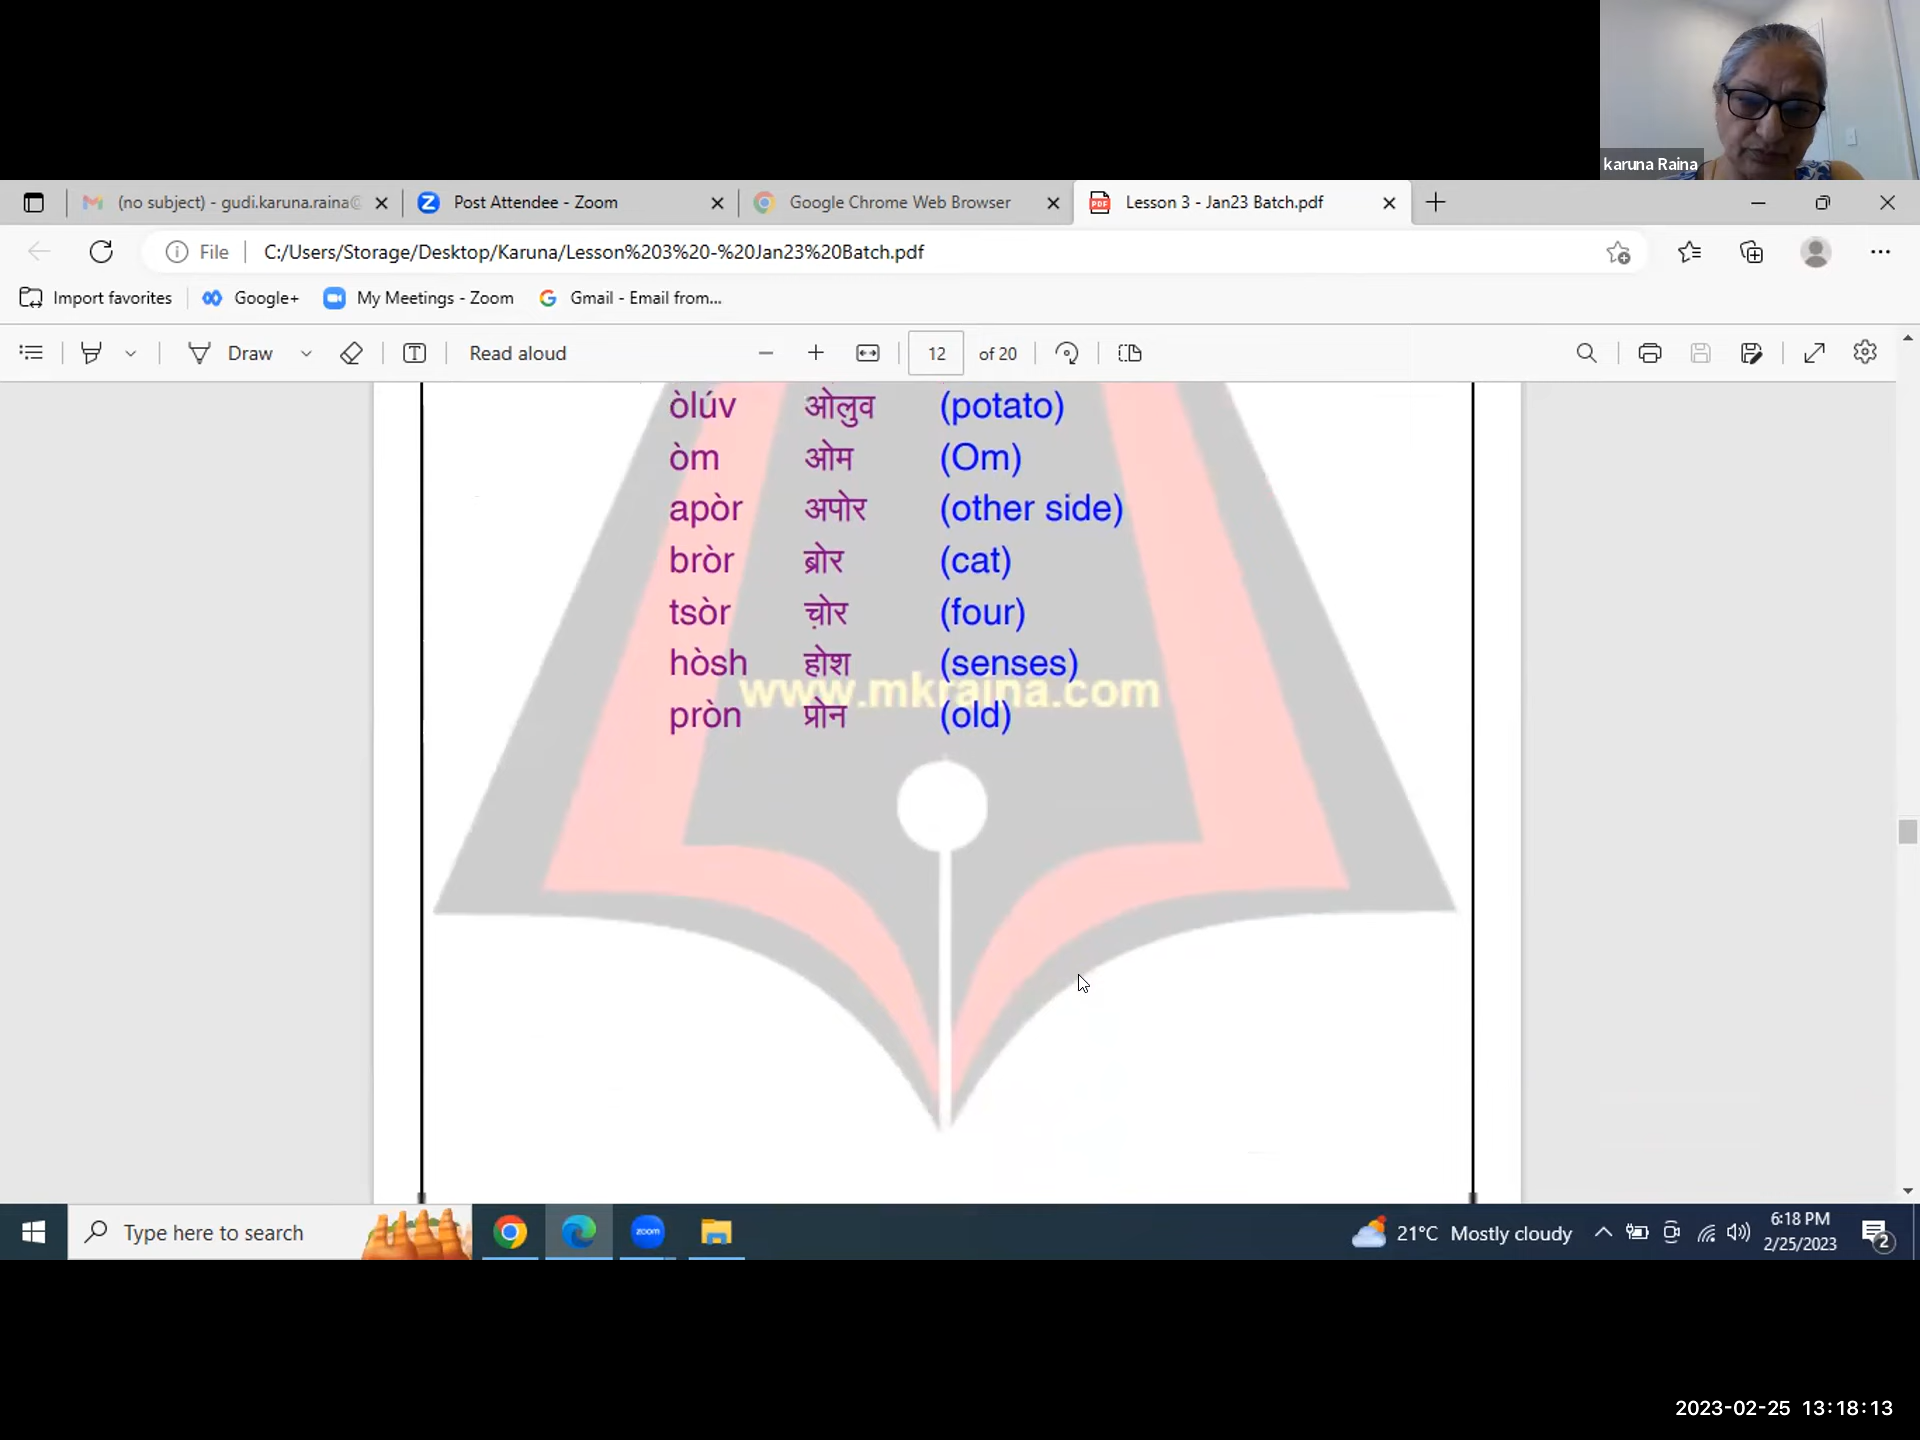 karuna Raina
(no subject) - gudi.karuna.raina@
Post Attendee - Zoom
Google Chrome Web Browser
Lesson 3 - Jan23 Batch.pdf
File
C:/Users/Storage/Desktop/Karuna/Lesson%203%20-%20Jan23%20Batch.pdf
Import favorites
Google+
My Meetings - Zoom
Gmail - Email from...
Draw
Read aloud
12 of 20
òlúv ओलुव (potato)
òm ओम (Om)
apòr अपोर (other side)
bròr ब्रोर (cat)
tsòr च़ोर (four)
hòsh होश (senses)
www.mkraina.com
pròn प्रोन (old)
Type here to search
zoom
21°C Mostly cloudy
6:18 PM
2/25/2023
2
2023-02-25 13:18:13